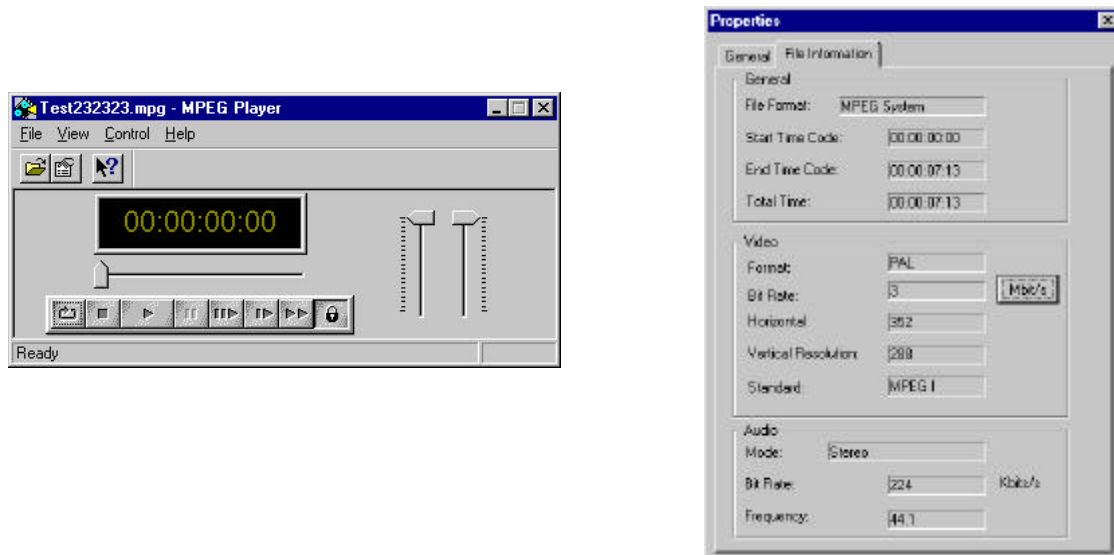 Test232323.mpg - MPEG Player
File View Control Help
00:00:00:00
Ready
Properties
General File Information
General
File Format: MPEG System
Start Time Code: 00:00:00:00
End Time Code: 00:00:07:13
Total Time: 00:00:07:13
Video
Format: PAL
Bit Rate: 3 Mbit/s
Horizontal 352
Vertical Resolution: 288
Standard: MPEG I
Audio
Mode: Stereo
Bit Rate: 224 Kbits/s
Frequency: 44.1